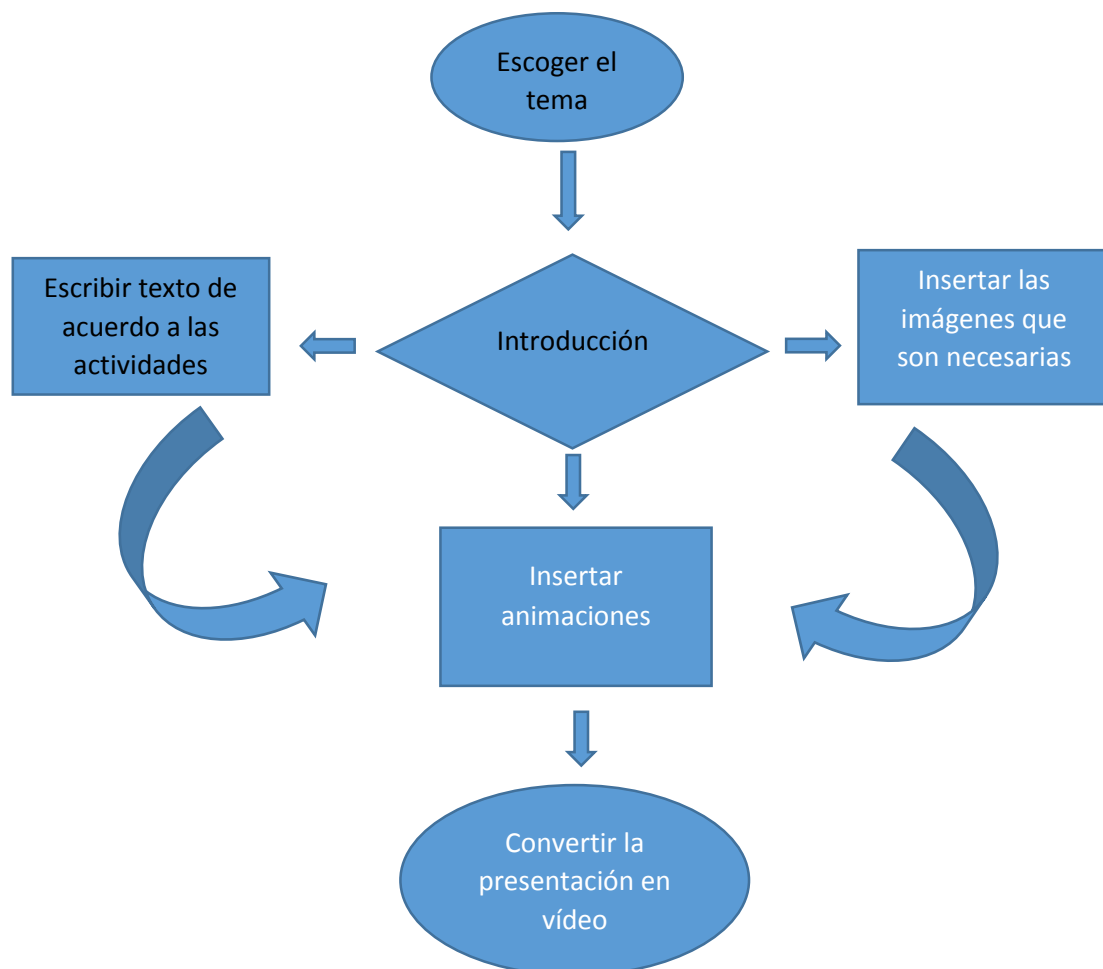 Escoger el
tema
Escribir texto de
acuerdo a las
actividades
Introducción
Insertar las
imágenes que
son necesarias
Insertar
animaciones
Convertir la
presentación en
vídeo